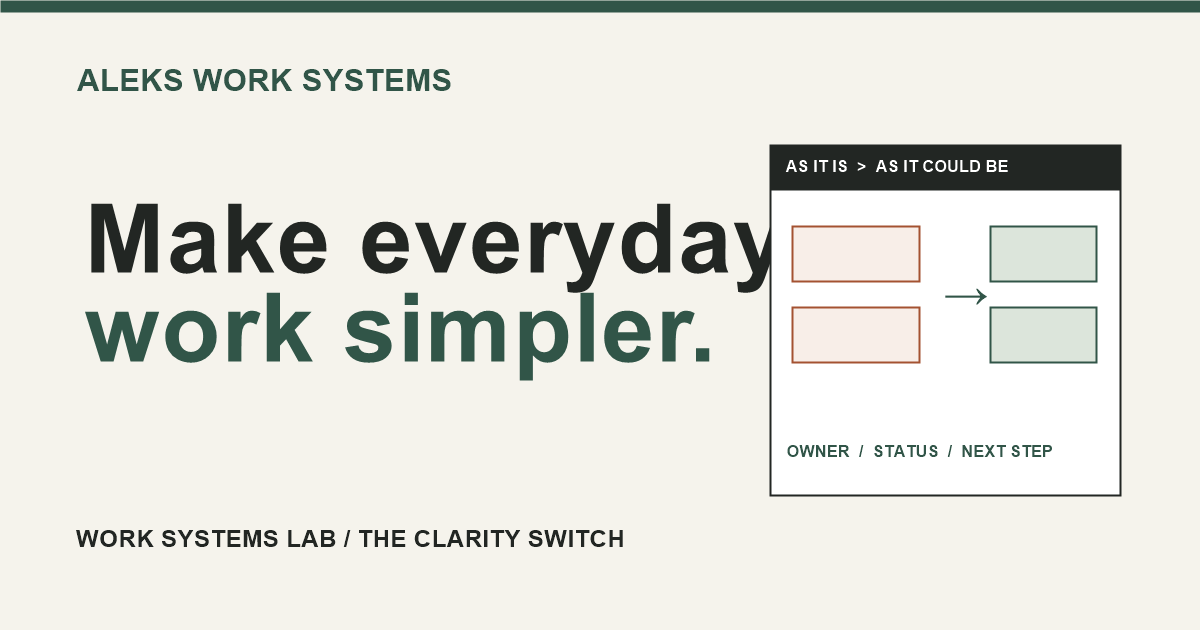 ALEKS WORK SYSTEMS
Make everyday
work simpler.
AS IT IS > AS IT COULD BE
OWNER / STATUS / NEXT STEP
WORK SYSTEMS LAB / THE CLARITY SWITCH